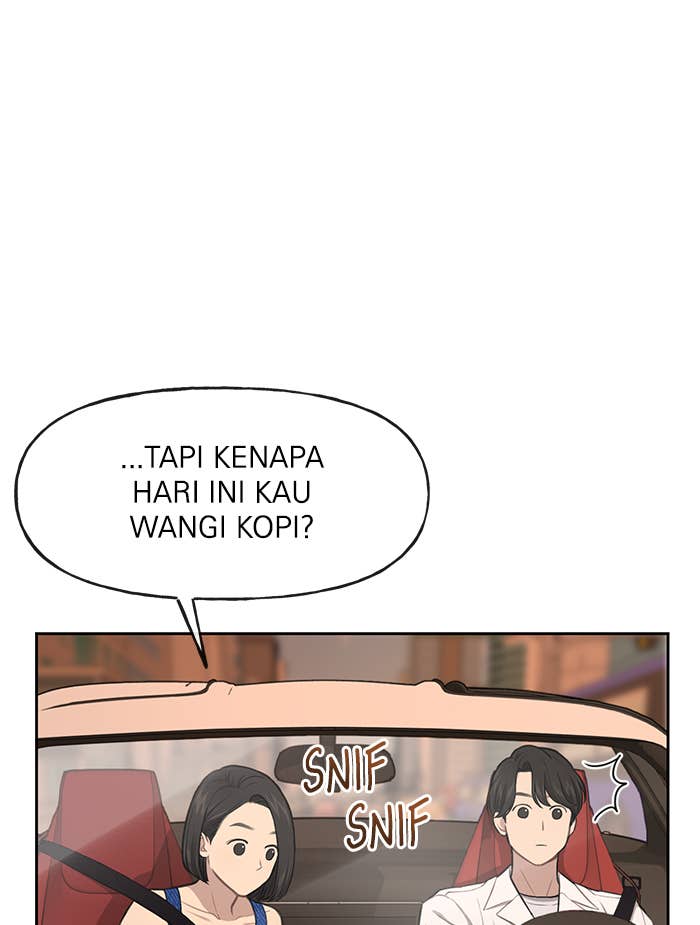 ...TAPI KENAPA
HARI INI KAU
WANGI KOPI?
SNIF
SNIF